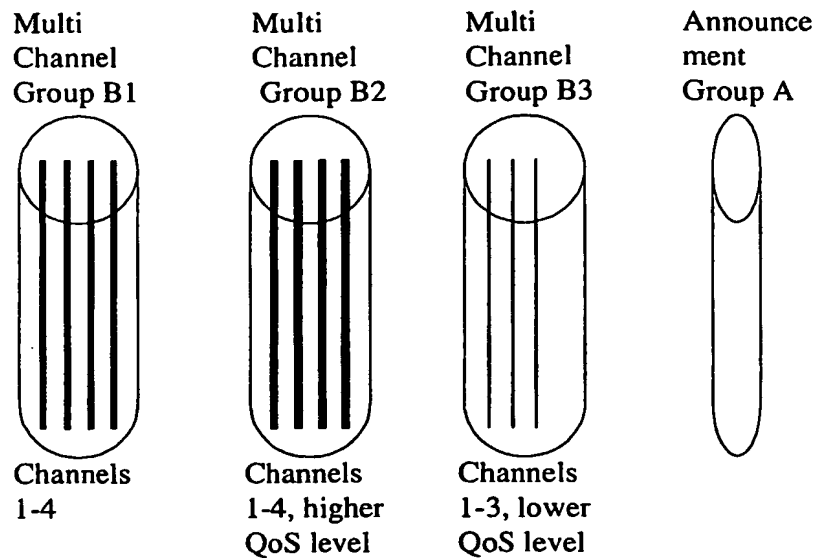 Multi
Channel
Group B1
Multi
Channel
Group B2
Multi
Channel
Group B3
Announce
ment
Group A
Channels
1-4
Channels
1-4, higher
QoS level
Channels
1-3, lower
QoS level